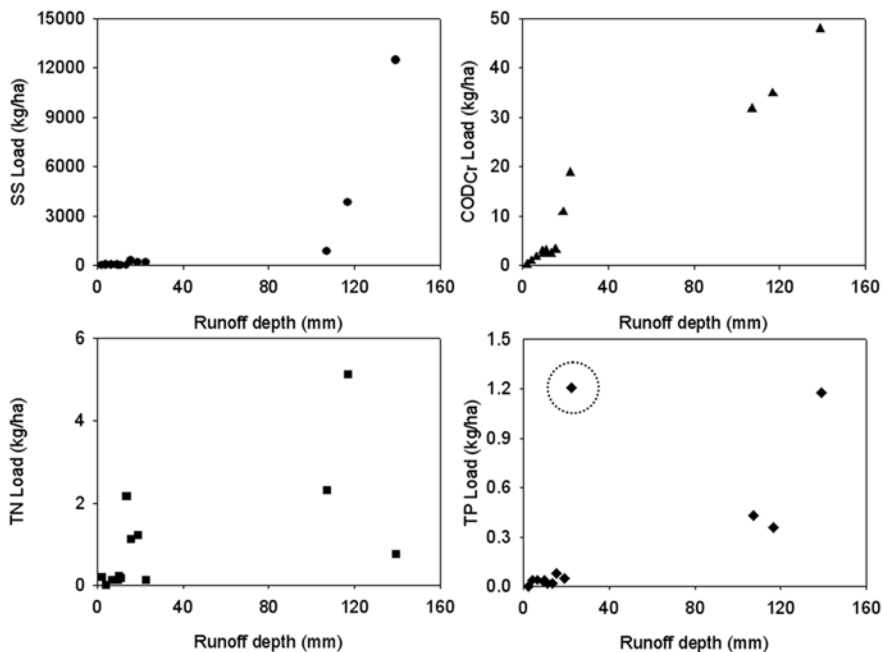 15000
12000
9000
6000
3000
0
SS Load (kg/ha)
0 40 80 120 160
Runoff depth (mm)
50
40
30
20
10
0
CODCr Load (kg/ha)
0 40 80 120 160
Runoff depth (mm)
6
4
2
0
TN Load (kg/ha)
0 40 80 120 160
Runoff depth (mm)
1.5
1.2
0.9
0.6
0.3
0.0
TP Load (kg/ha)
0 40 80 120 160
Runoff depth (mm)